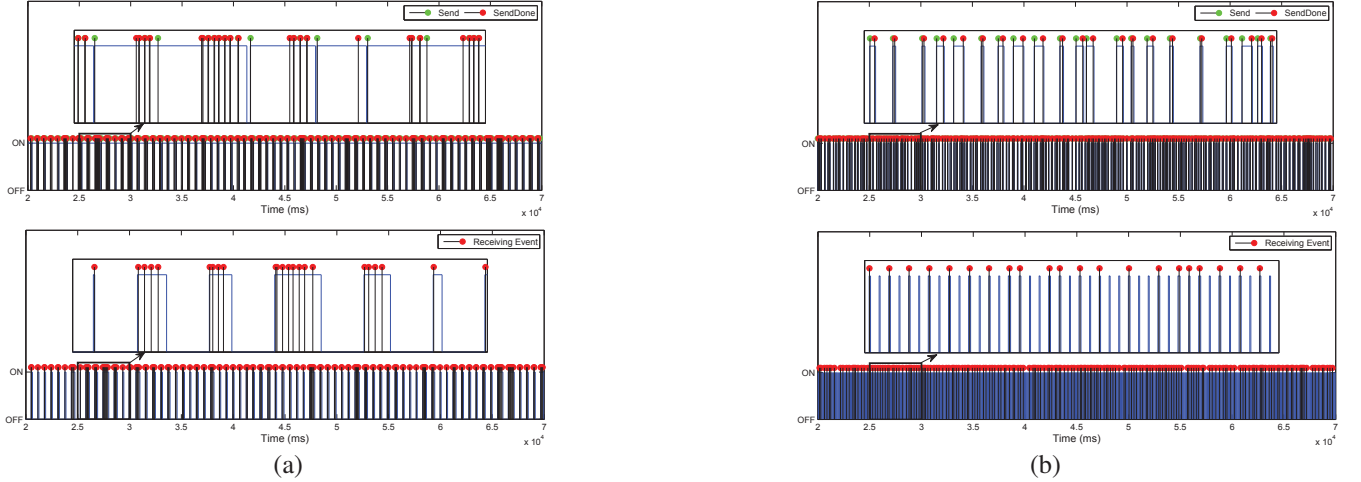 Send SendDone
ON
OFF
2 2.5 3 3.5 4 4.5 5 5.5 6 6.5 7
Time (ms)
x 10^4
Receiving Event
ON
OFF
2 2.5 3 3.5 4 4.5 5 5.5 6 6.5 7
Time (ms)
x 10^4
(a)
Send SendDone
ON
OFF
2 2.5 3 3.5 4 4.5 5 5.5 6 6.5 7
Time (ms)
x 10^4
Receiving Event
ON
OFF
2 2.5 3 3.5 4 4.5 5 5.5 6 6.5 7
Time (ms)
x 10^4
(b)